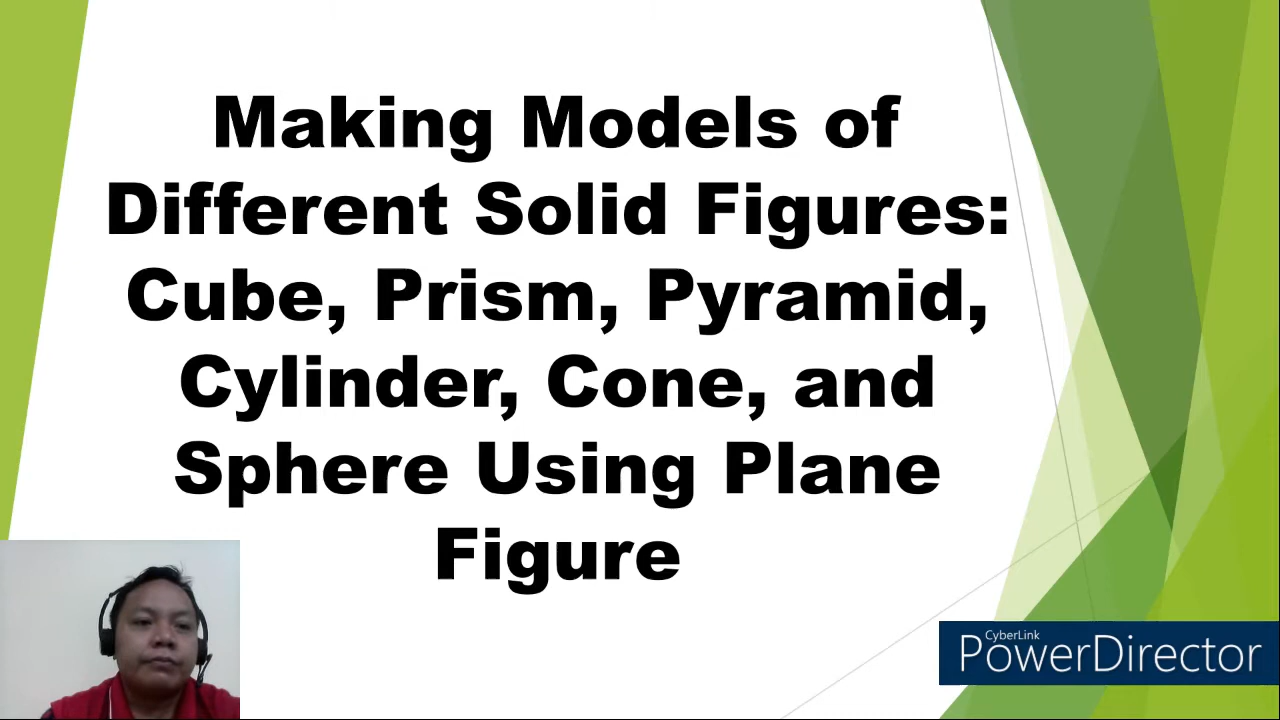 Making Models of
Different Solid Figures:
Cube, Prism, Pyramid,
Cylinder, Cone, and
Sphere Using Plane
Figure
CyberLink
PowerDirector